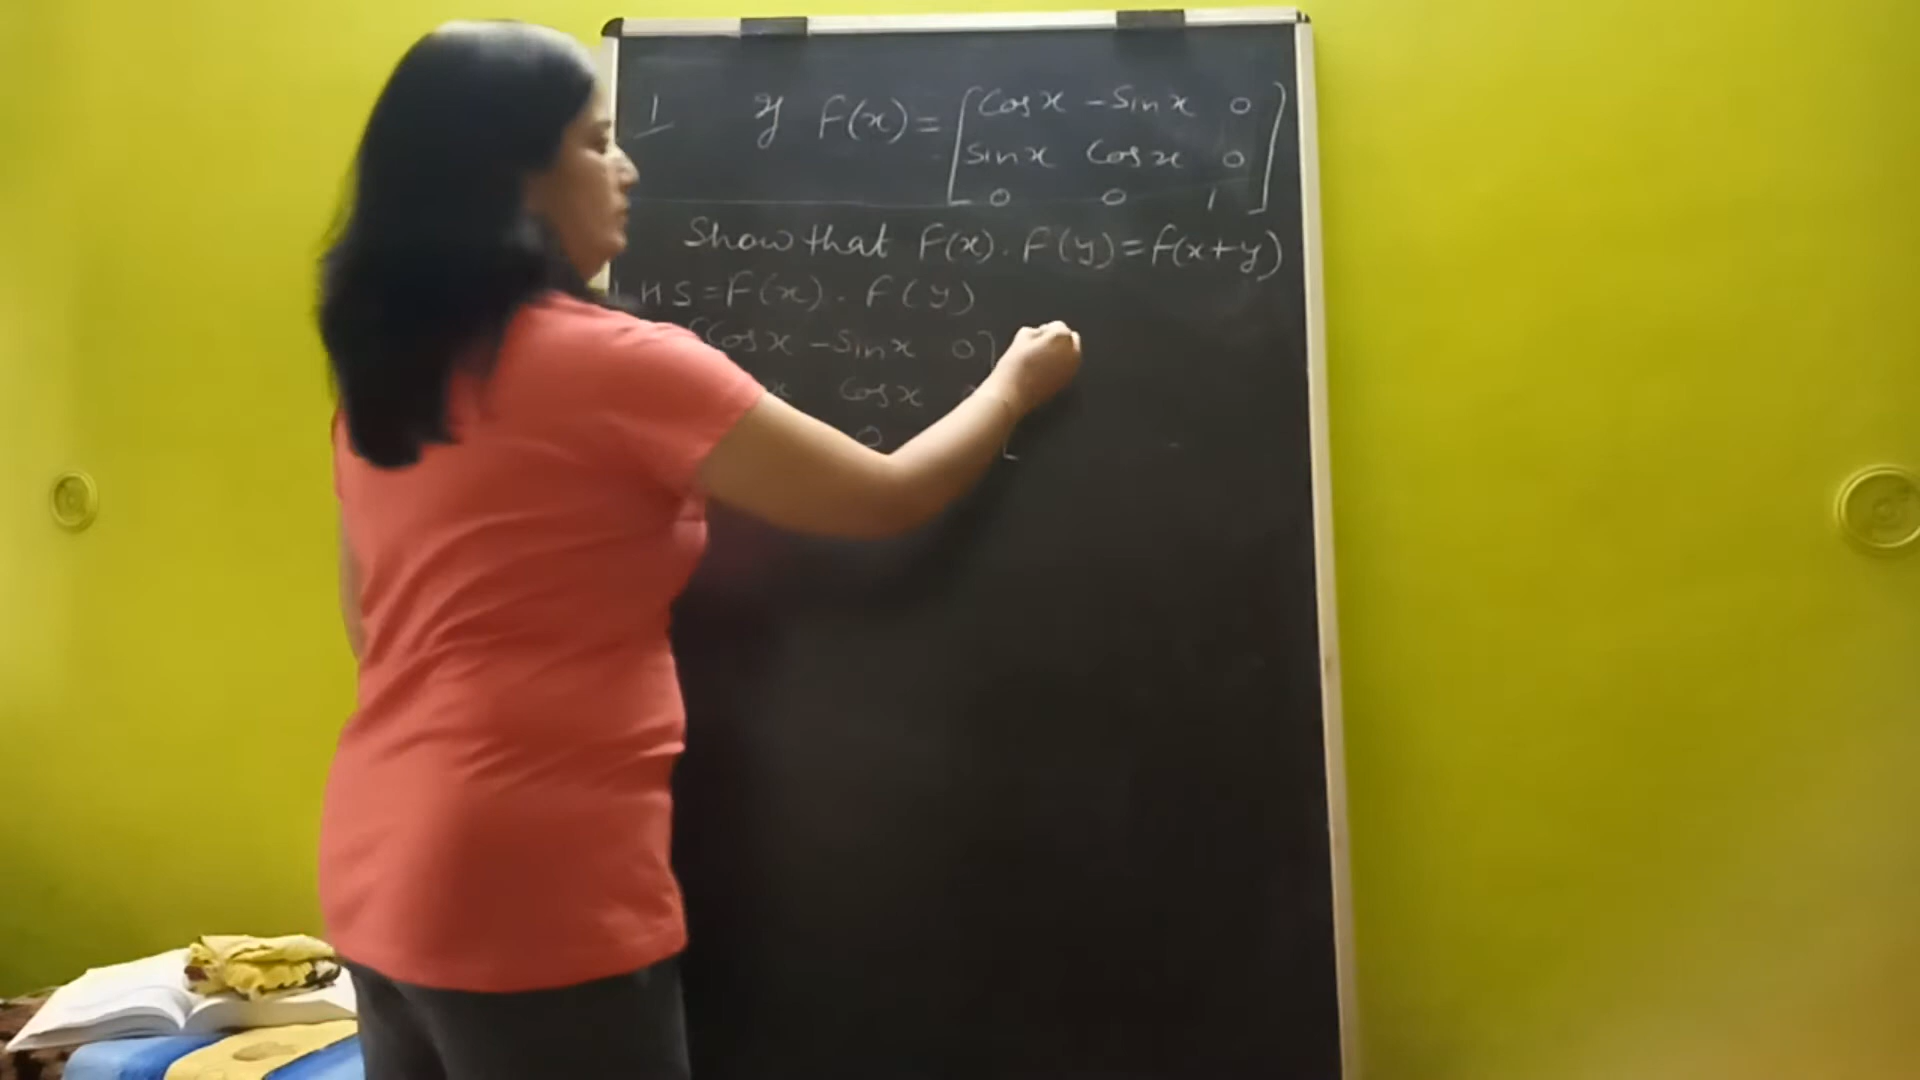 1 If F(x) = [ Cos x -Sin x 0
Sin x Cos x 0
0 0 1 ]
Show that F(x) . F(y) = f(x+y)
LHS = F(x) . F(y)
[ Cos x -Sin x 0 ]
x Cos x
0